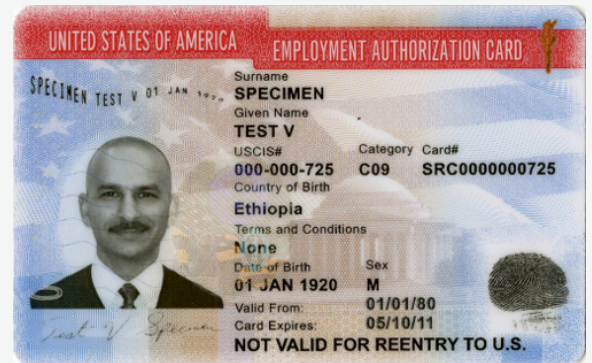 UNITED STATES OF AMERICA
EMPLOYMENT AUTHORIZATION CARD
SPECIMEN TEST V 01 JAN 1920
Surname
SPECIMEN
Given Name
TEST V
USCIS# Category Card#
000-000-725 C09 SRC0000000725
Country of Birth
Ethiopia
Terms and Conditions
None
Date of Birth Sex
01 JAN 1920 M
Valid From: 01/01/80
Card Expires: 05/10/11
NOT VALID FOR REENTRY TO U.S.
Test V Specimen